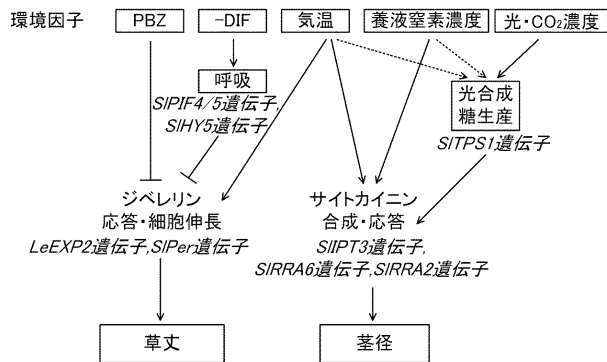 環境因子 PBZ -DIF 気温 養液窒素濃度 光・CO₂濃度
呼吸
SlPIF4/5遺伝子,
SlHY5遺伝子
光合成
糖生産
SlTPS1遺伝子
ジベレリン
応答・細胞伸長
LeEXP2遺伝子,SlPer遺伝子
サイトカイニン
合成・応答
SlIPT3遺伝子,
SlRRA6遺伝子,SlRRA2遺伝子
草丈
茎径